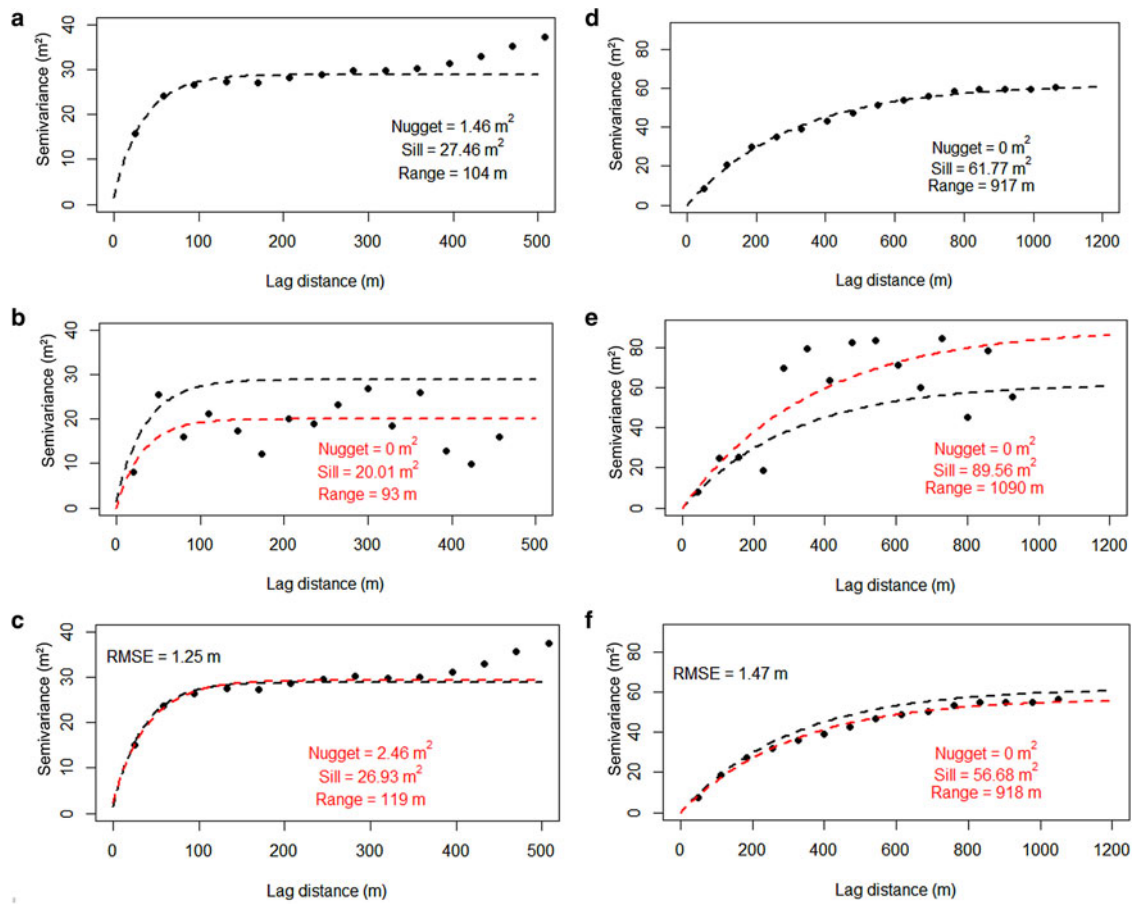 a
Semivariance (m²)
40
30
20
10
0
Nugget = 1.46 m²
Sill = 27.46 m²
Range = 104 m
0 100 200 300 400 500
Lag distance (m)
d
Semivariance (m²)
80
60
40
20
0
Nugget = 0 m²
Sill = 61.77 m²
Range = 917 m
0 200 400 600 800 1000 1200
Lag distance (m)
b
Semivariance (m²)
40
30
20
10
0
Nugget = 0 m²
Sill = 20.01 m²
Range = 93 m
0 100 200 300 400 500
Lag distance (m)
e
Semivariance (m²)
80
60
40
20
0
Nugget = 0 m²
Sill = 89.56 m²
Range = 1090 m
0 200 400 600 800 1000 1200
Lag distance (m)
c
Semivariance (m²)
40
30
20
10
0
RMSE = 1.25 m
Nugget = 2.46 m²
Sill = 26.93 m²
Range = 119 m
0 100 200 300 400 500
Lag distance (m)
f
Semivariance (m²)
80
60
40
20
0
RMSE = 1.47 m
Nugget = 0 m²
Sill = 56.68 m²
Range = 918 m
0 200 400 600 800 1000 1200
Lag distance (m)